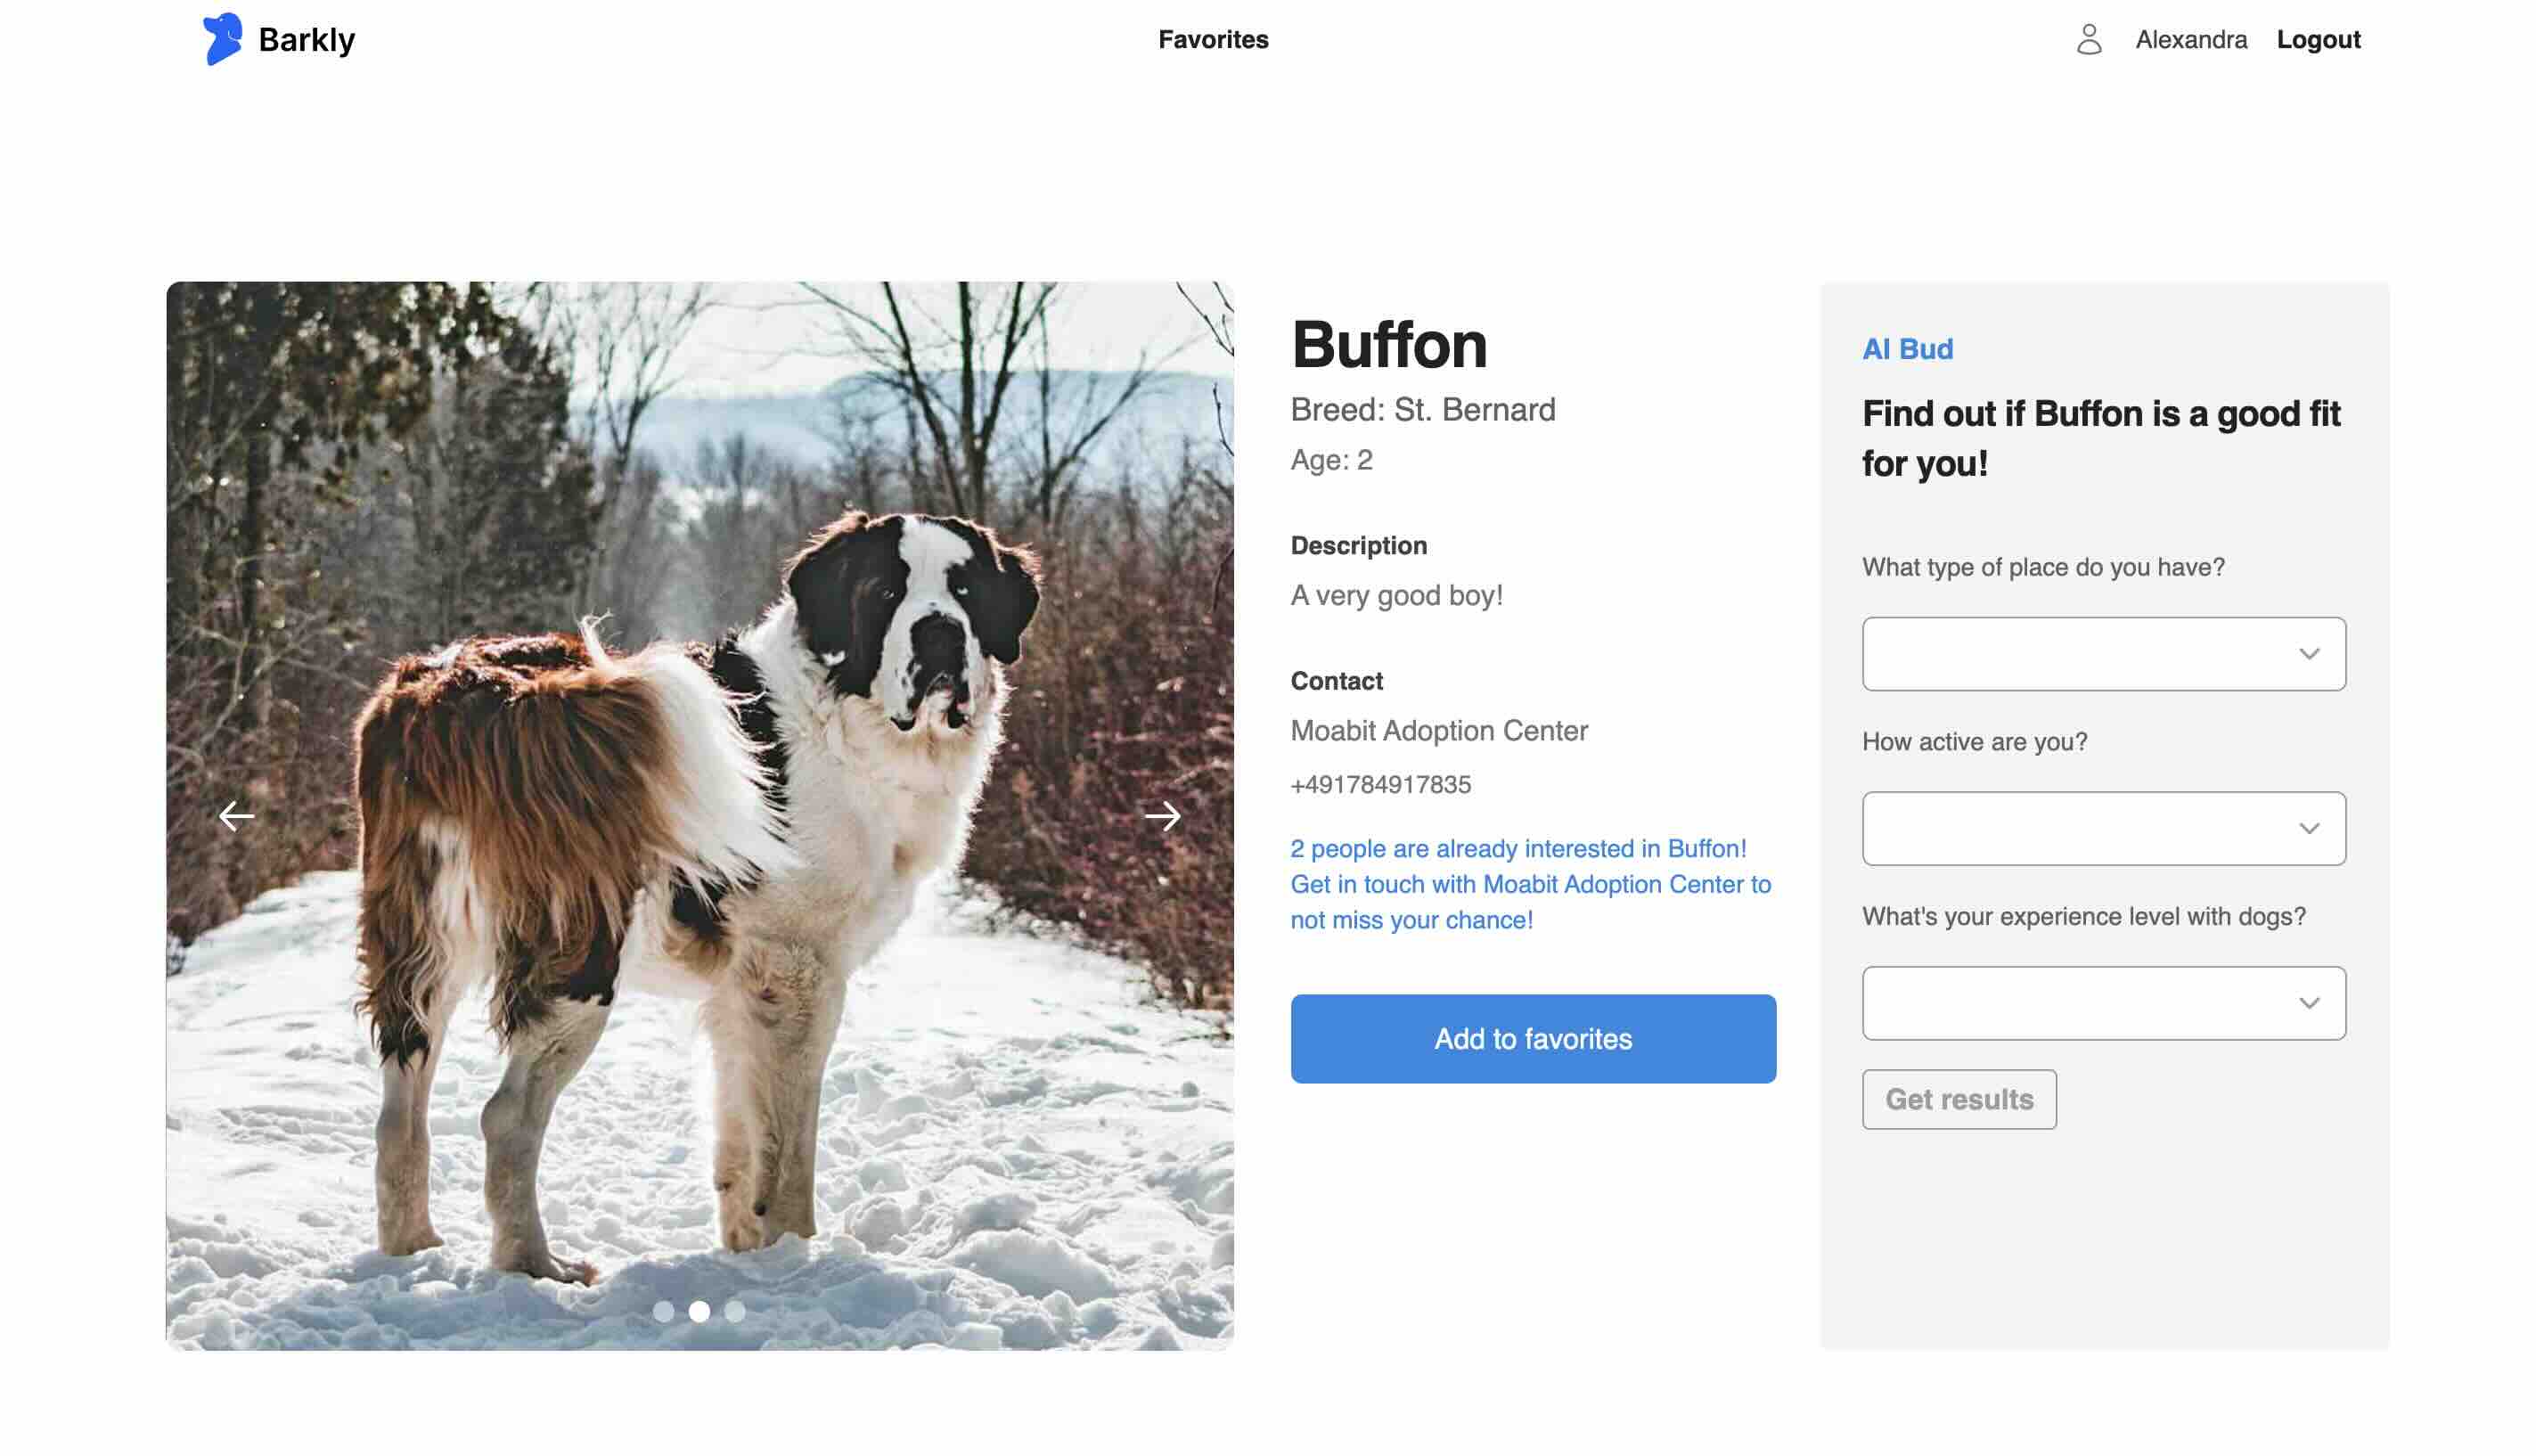 Barkly
Favorites
Alexandra
Logout
Buffon
Breed: St. Bernard
Age: 2
Description
A very good boy!
Contact
Moabit Adoption Center
+491784917835
2 people are already interested in Buffon!
Get in touch with Moabit Adoption Center to
not miss your chance!
Add to favorites
AI Bud
Find out if Buffon is a good fit
for you!
What type of place do you have?
How active are you?
What's your experience level with dogs?
Get results